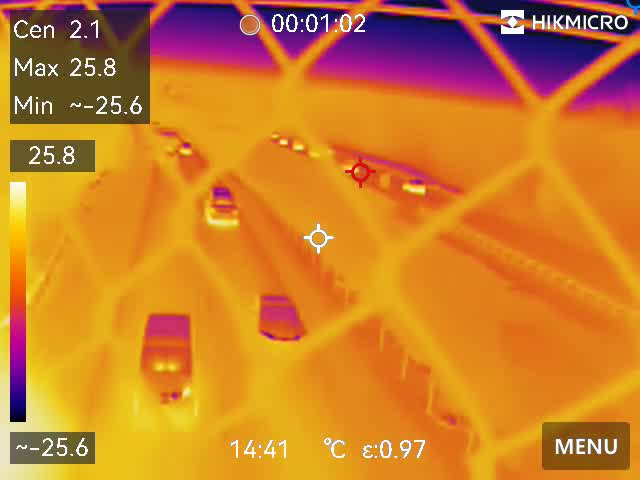 Cen 2.1
00:01:02
HIKMICRO
Max 25.8
Min ~-25.6
25.8
~-25.6
14:41 ℃ ε:0.97
MENU